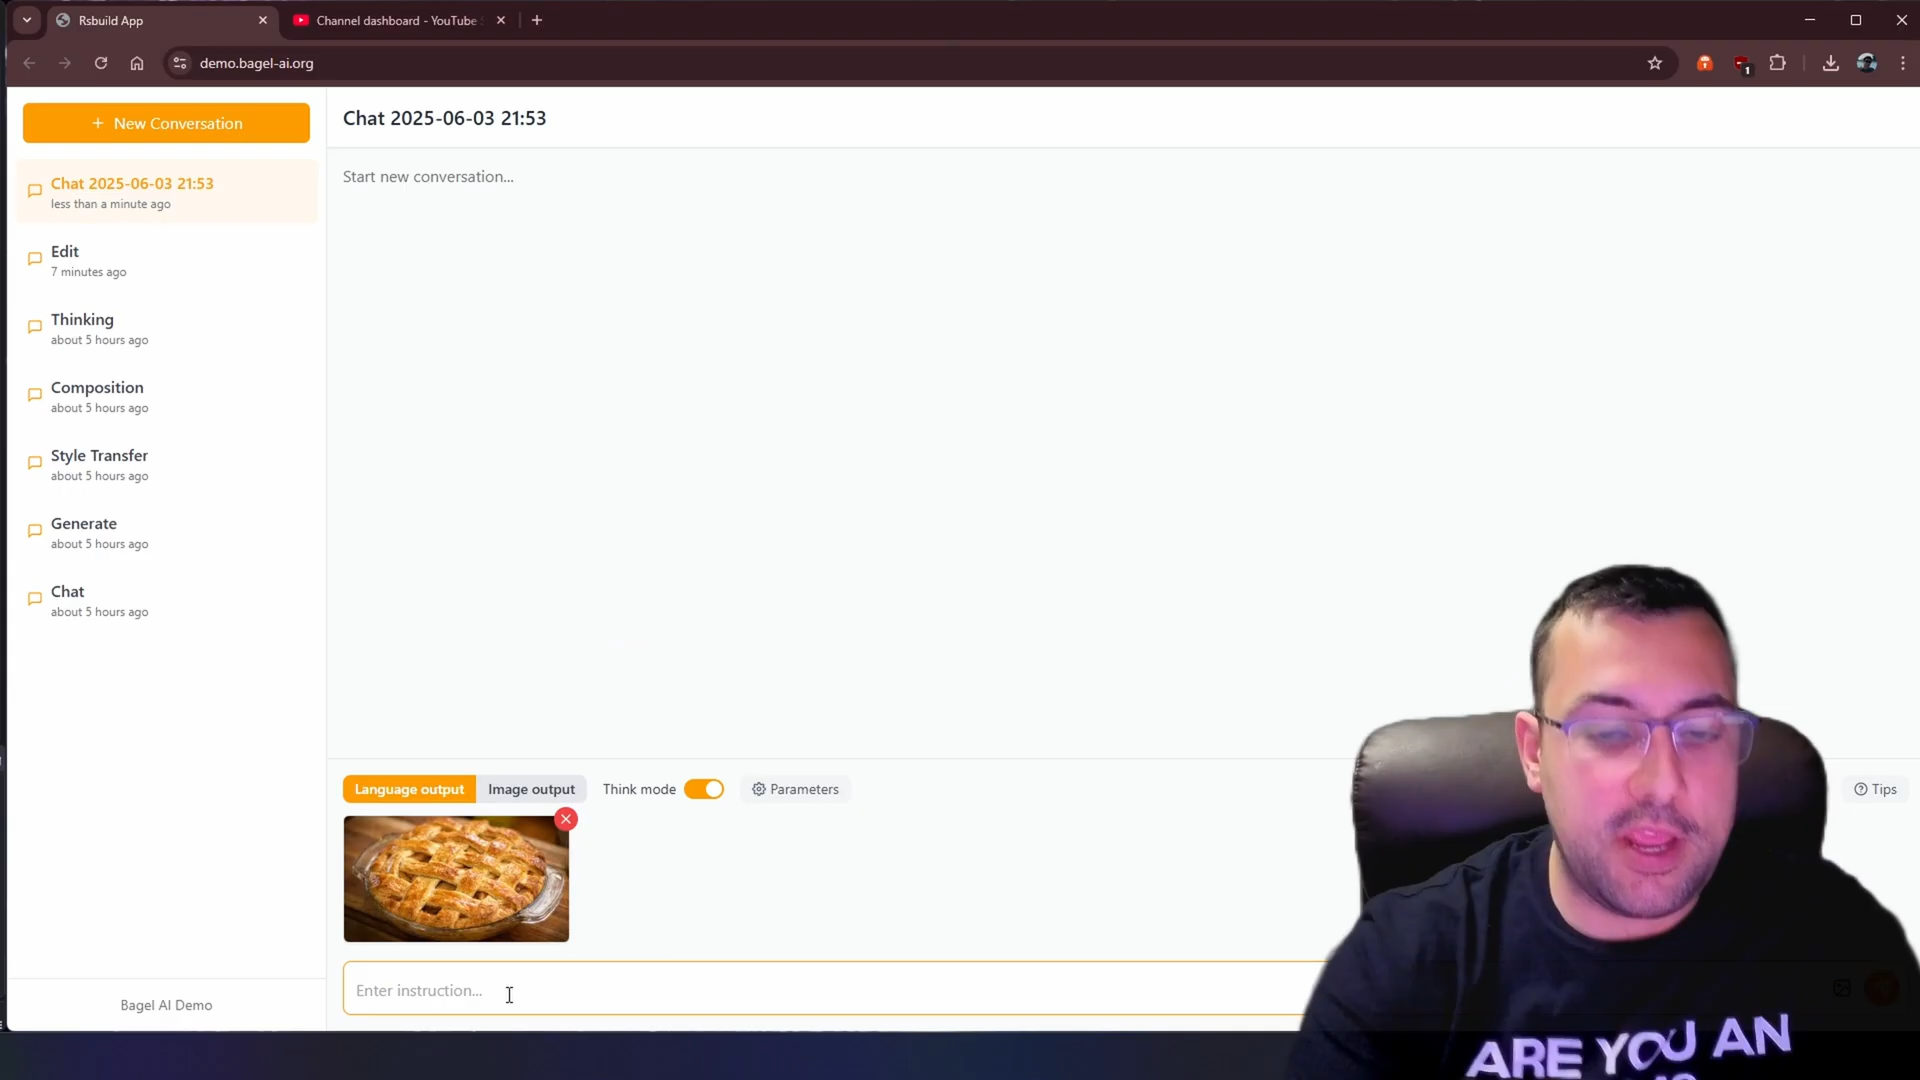 Rsbuild App
Channel dashboard - YouTube
demo.bagel-ai.org
1
+ New Conversation
Chat 2025-06-03 21:53
Chat 2025-06-03 21:53
less than a minute ago
Start new conversation...
Edit
7 minutes ago
Thinking
about 5 hours ago
Composition
about 5 hours ago
Style Transfer
about 5 hours ago
Generate
about 5 hours ago
Chat
about 5 hours ago
Language output
Image output
Think mode
Parameters
Tips
Enter instruction...
Bagel AI Demo
ARE YOU AN